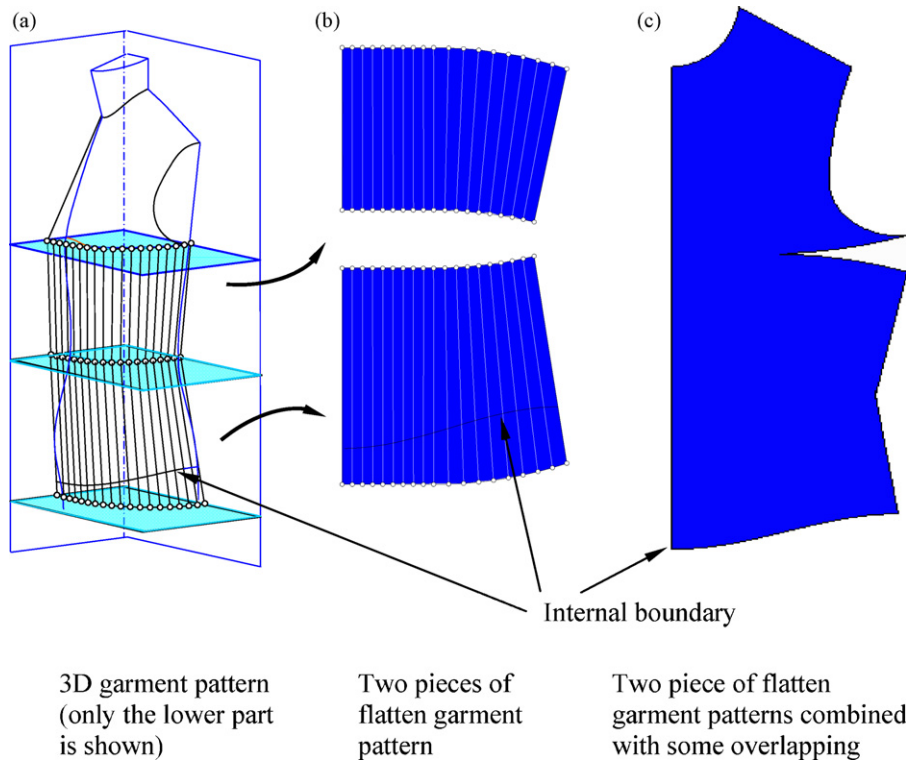 (a)
(b)
(c)
Internal boundary
3D garment pattern
(only the lower part
is shown)
Two pieces of
flatten garment
pattern
Two piece of flatten
garment patterns combined
with some overlapping